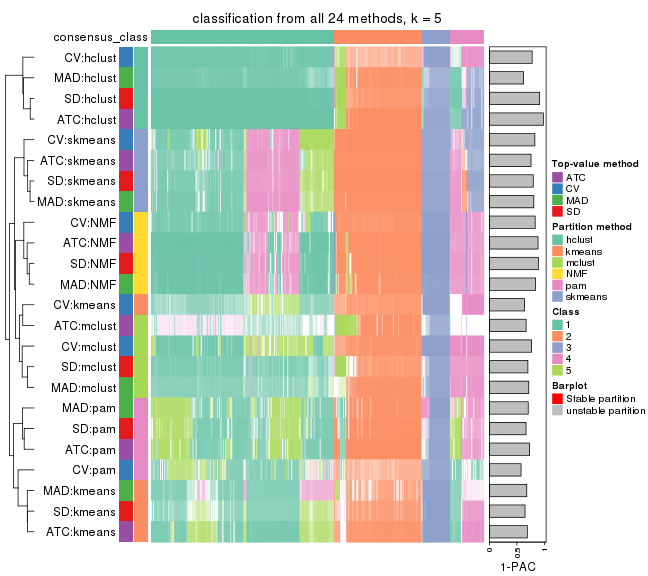 classification from all 24 methods, k = 5
consensus_class
CV:hclust
MAD:hclust
SD:hclust
ATC:hclust
CV:skmeans
ATC:skmeans
SD:skmeans
MAD:skmeans
CV:NMF
ATC:NMF
SD:NMF
MAD:NMF
CV:kmeans
ATC:mclust
CV:mclust
SD:mclust
MAD:mclust
MAD:pam
SD:pam
ATC:pam
CV:pam
MAD:kmeans
SD:kmeans
ATC:kmeans
0
0.5
1
1-PAC
Top-value method
ATC
CV
MAD
SD
Partition method
hclust
kmeans
mclust
NMF
pam
skmeans
Class
1
2
3
4
5
Barplot
Stable partition
unstable partition